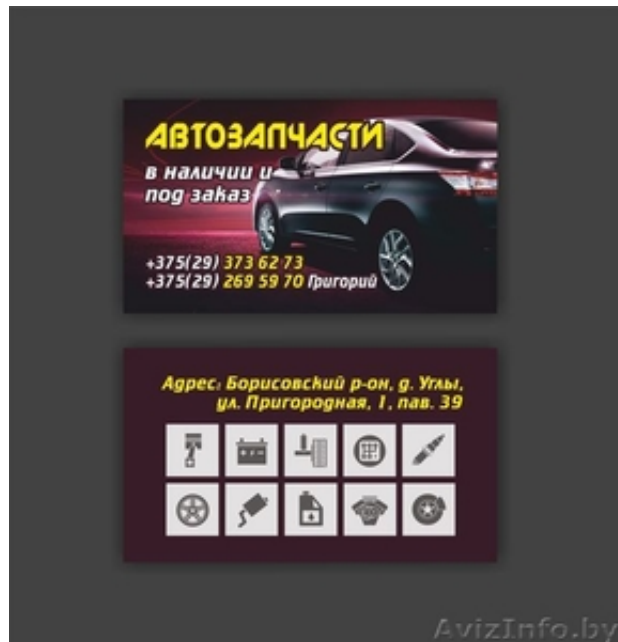 АВТОЗАПЧАСТИ
в наличии и
под заказ
+375(29) 373 62 73
+375(29) 269 59 70 Григорий
Адрес: Борисовский р-он, д. Углы,
ул. Пригородная, 1, пав. 39
AvizInfo.by